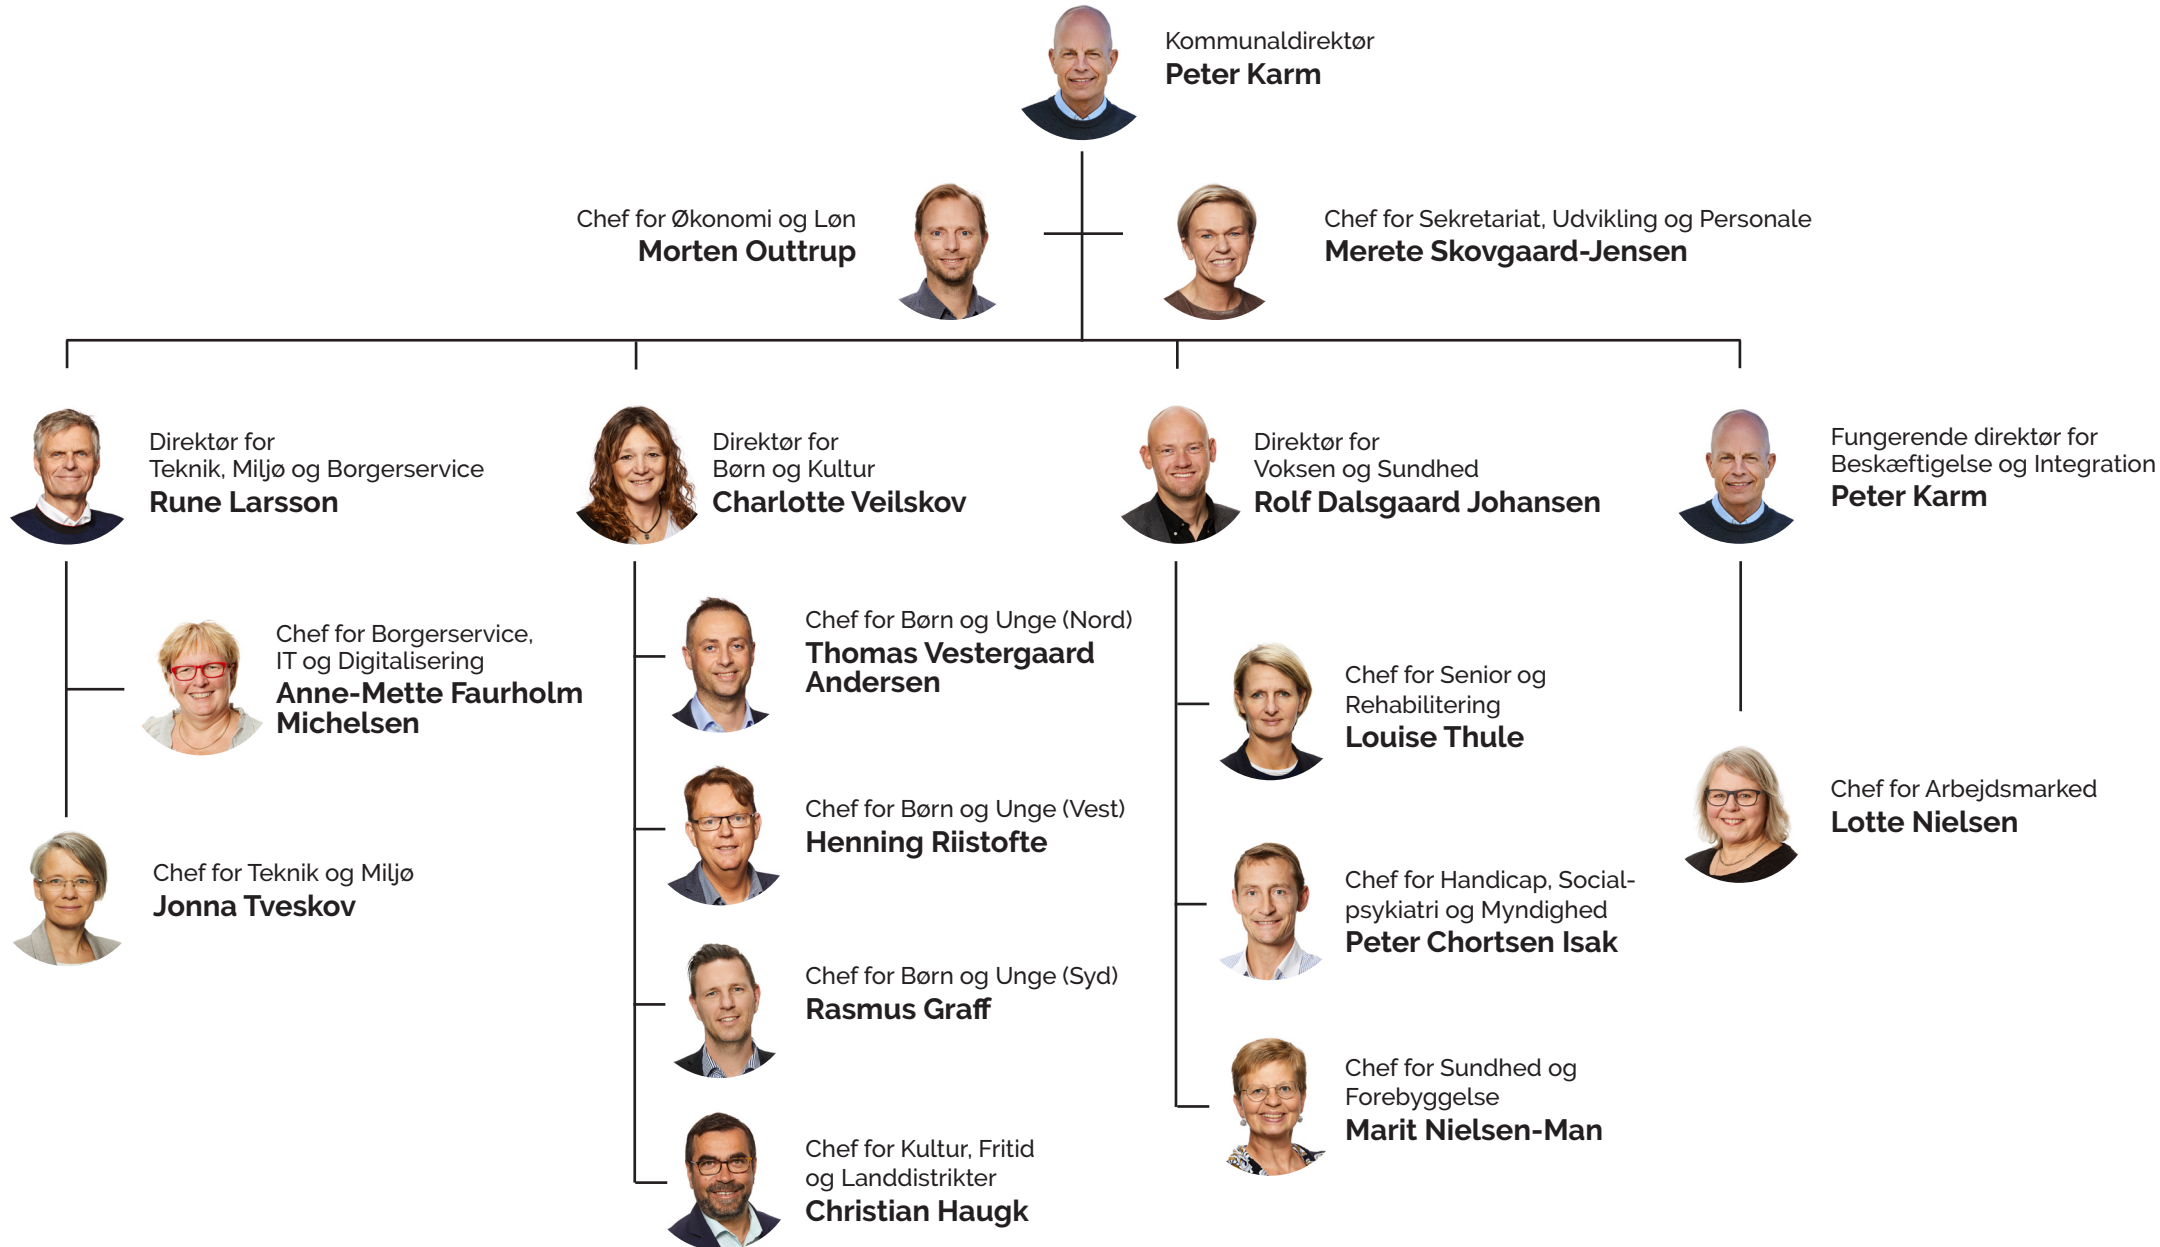 Kommunaldirektør
Peter Karm
Chef for Økonomi og Løn
Morten Outtrup
Chef for Sekretariat, Udvikling og Personale
Merete Skovgaard-Jensen
Direktør for
Teknik, Miljø og Borgerservice
Rune Larsson
Direktør for
Børn og Kultur
Charlotte Veilskov
Direktør for
Voksen og Sundhed
Rolf Dalsgaard Johansen
Fungerende direktør for
Beskæftigelse og Integration
Peter Karm
Chef for Borgerservice,
IT og Digitalisering
Anne-Mette Faurholm
Michelsen
Chef for Teknik og Miljø
Jonna Tveskov
Chef for Børn og Unge (Nord)
Thomas Vestergaard
Andersen
Chef for Børn og Unge (Vest)
Henning Riistofte
Chef for Børn og Unge (Syd)
Rasmus Graff
Chef for Kultur, Fritid
og Landdistrikter
Christian Haugk
Chef for Senior og
Rehabilitering
Louise Thule
Chef for Handicap, Social-
psykiatri og Myndighed
Peter Chortsen Isak
Chef for Sundhed og
Forebyggelse
Marit Nielsen-Man
Chef for Arbejdsmarked
Lotte Nielsen